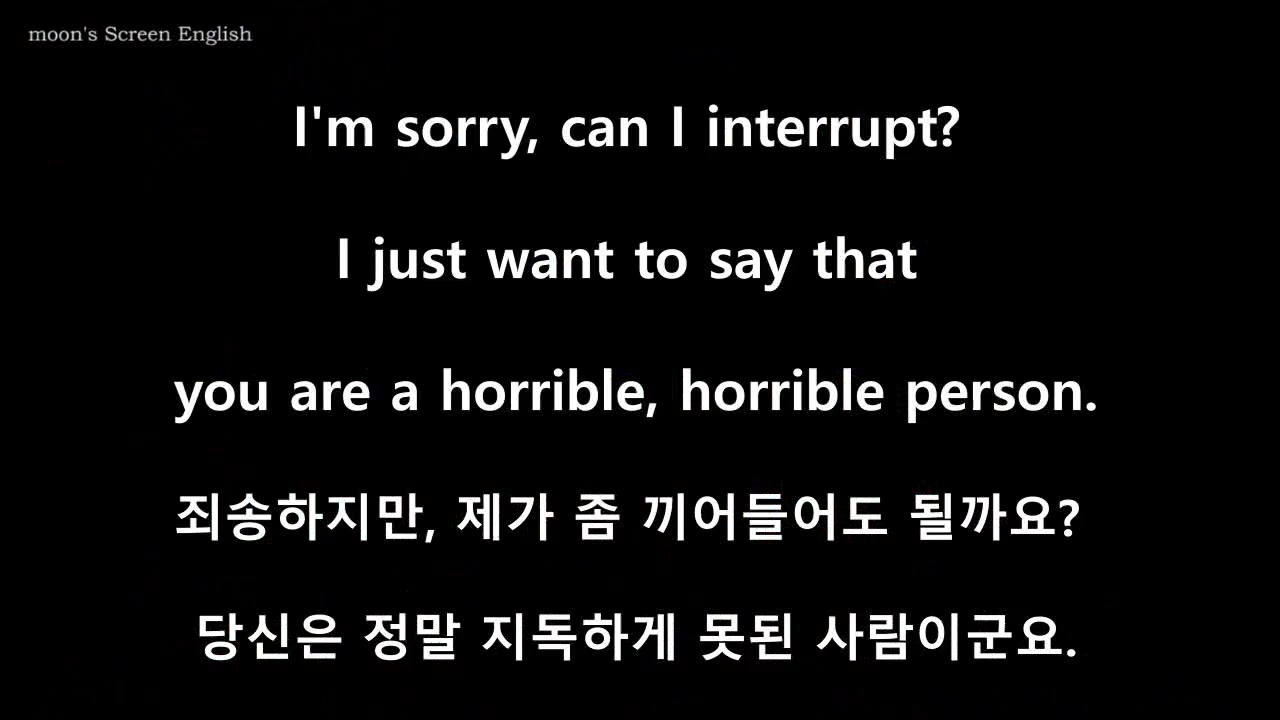 moon's Screen English
I'm sorry, can I interrupt?
I just want to say that
you are a horrible, horrible person.
죄송하지만, 제가 좀 끼어들어도 될까요?
당신은 정말 지독하게 못된 사람이군요.